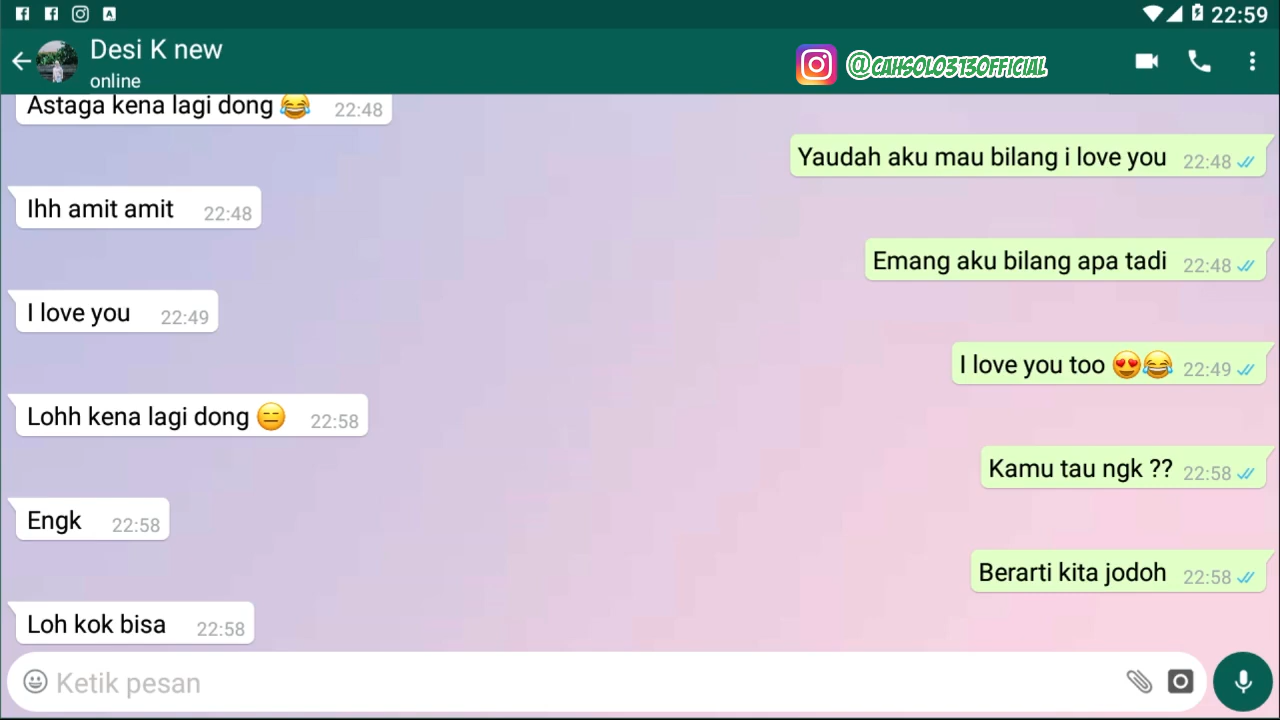 22:59
Desi K new
online
@CAHSOLO313OFFICIAL
Astaga kena lagi dong 😂 22:48
Yaudah aku mau bilang i love you 22:48
Ihh amit amit 22:48
Emang aku bilang apa tadi 22:48
I love you 22:49
I love you too 😍😂 22:49
Lohh kena lagi dong 😑 22:58
Kamu tau ngk ?? 22:58
Engk 22:58
Berarti kita jodoh 22:58
Loh kok bisa 22:58
Ketik pesan